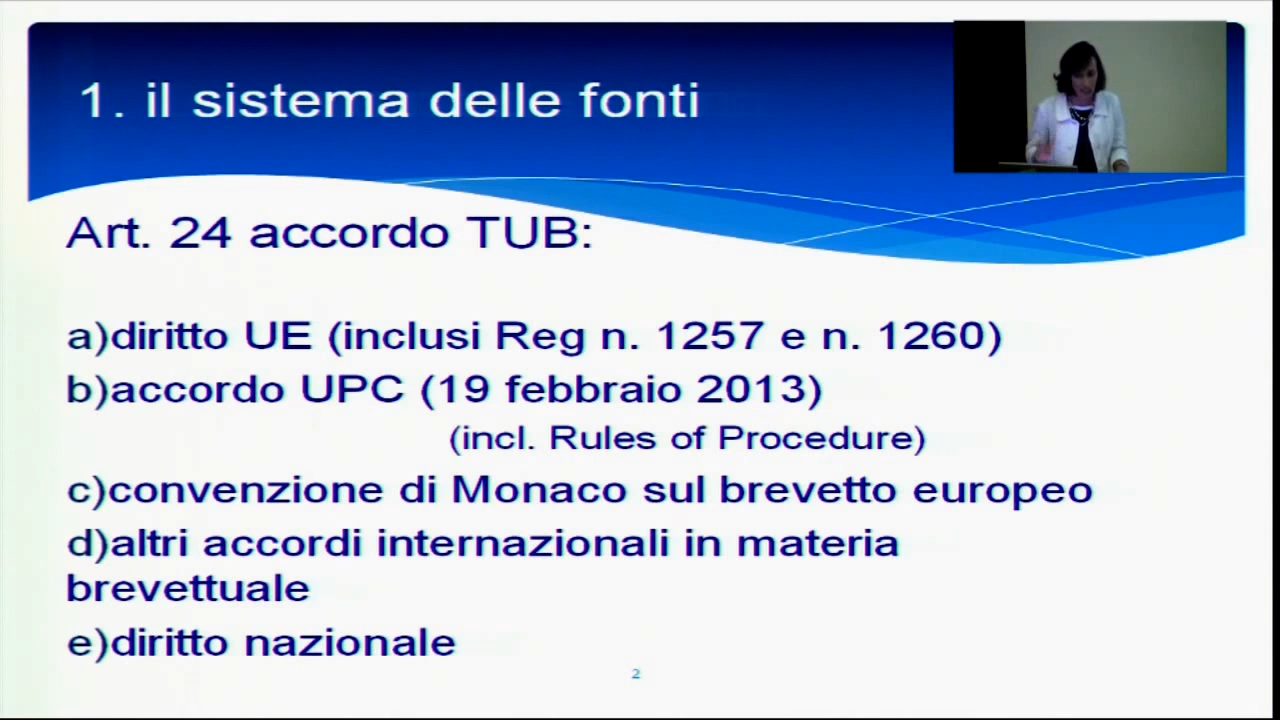 1. il sistema delle fonti
Art. 24 accordo TUB:
a)diritto UE (inclusi Reg n. 1257 e n. 1260)
b)accordo UPC (19 febbraio 2013)
(incl. Rules of Procedure)
c)convenzione di Monaco sul brevetto europeo
d)altri accordi internazionali in materia
brevettuale
e)diritto nazionale
2